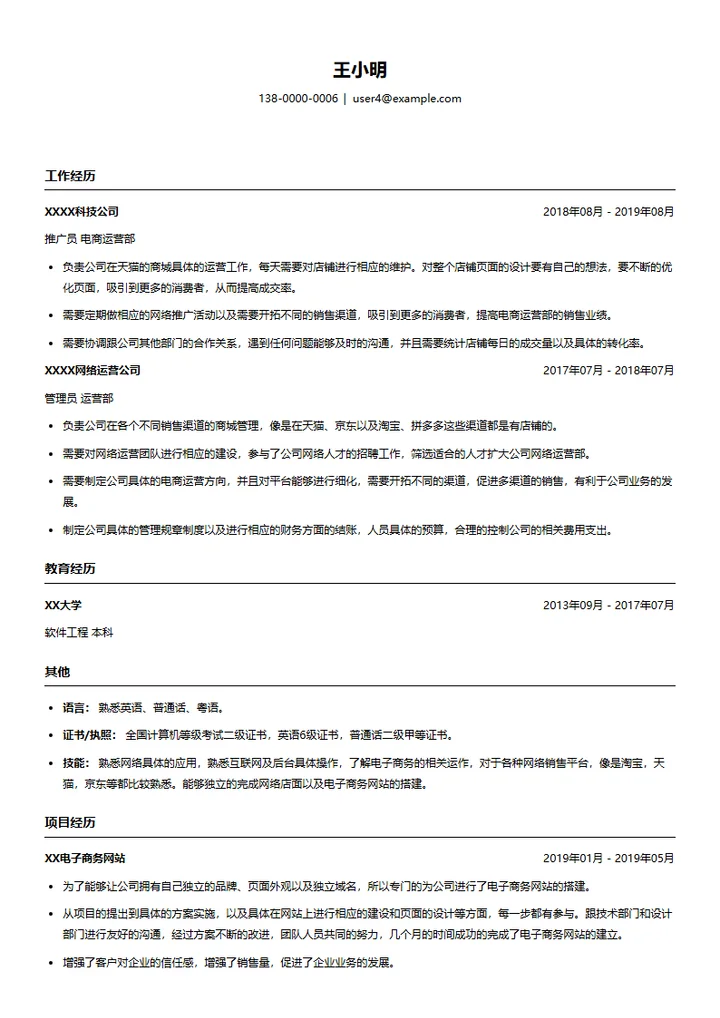 王小明
138-0000-0006 | user4@example.com
工作经历
XXXX科技公司 2018年08月 - 2019年08月
推广员 电商运营部
• 负责公司在天猫的商城具体的运营工作，每天需要对店铺进行相应的维护。对整个店铺页面的设计要有自己的想法，要不断的优
化页面，吸引到更多的消费者，从而提高成交率。
• 需要定期做相应的网络推广活动以及需要开拓不同的销售渠道，吸引到更多的消费者，提高电商运营部的销售业绩。
• 需要协调跟公司其他部门的合作关系，遇到任何问题能够及时的沟通，并且需要统计店铺每日的成交量以及具体的转化率。
XXXX网络运营公司 2017年07月 - 2018年07月
管理员 运营部
• 负责公司在各个不同销售渠道的商城管理，像是在天猫、京东以及淘宝、拼多多这些渠道都是有店铺的。
• 需要对网络运营团队进行相应的建设，参与了公司网络人才的招聘工作，筛选适合的人才扩大公司网络运营部。
• 需要制定公司具体的电商运营方向，并且对平台能够进行细化，需要开拓不同的渠道，促进多渠道的销售，有利于公司业务的发
展。
• 制定公司具体的管理规章制度以及进行相应的财务方面的结账，人员具体的预算，合理的控制公司的相关费用支出。
教育经历
XX大学 2013年09月 - 2017年07月
软件工程 本科
其他
• 语言： 熟悉英语、普通话、粤语。
• 证书/执照： 全国计算机等级考试二级证书，英语6级证书，普通话二级甲等证书。
• 技能： 熟悉网络具体的应用，熟悉互联网及后台具体操作，了解电子商务的相关运作，对于各种网络销售平台，像是淘宝，天
猫，京东等都比较熟悉。能够独立的完成网络店面以及电子商务网站的搭建。
项目经历
XX电子商务网站 2019年01月 - 2019年05月
• 为了能够让公司拥有自己独立的品牌、页面外观以及独立域名，所以专门的为公司进行了电子商务网站的搭建。
• 从项目的提出到具体的方案实施，以及具体在网站上进行相应的建设和页面的设计等方面，每一步都有参与。跟技术部门和设计
部门进行友好的沟通，经过方案不断的改进，团队人员共同的努力，几个月的时间成功的完成了电子商务网站的建立。
• 增强了客户对企业的信任感，增强了销售量，促进了企业业务的发展。